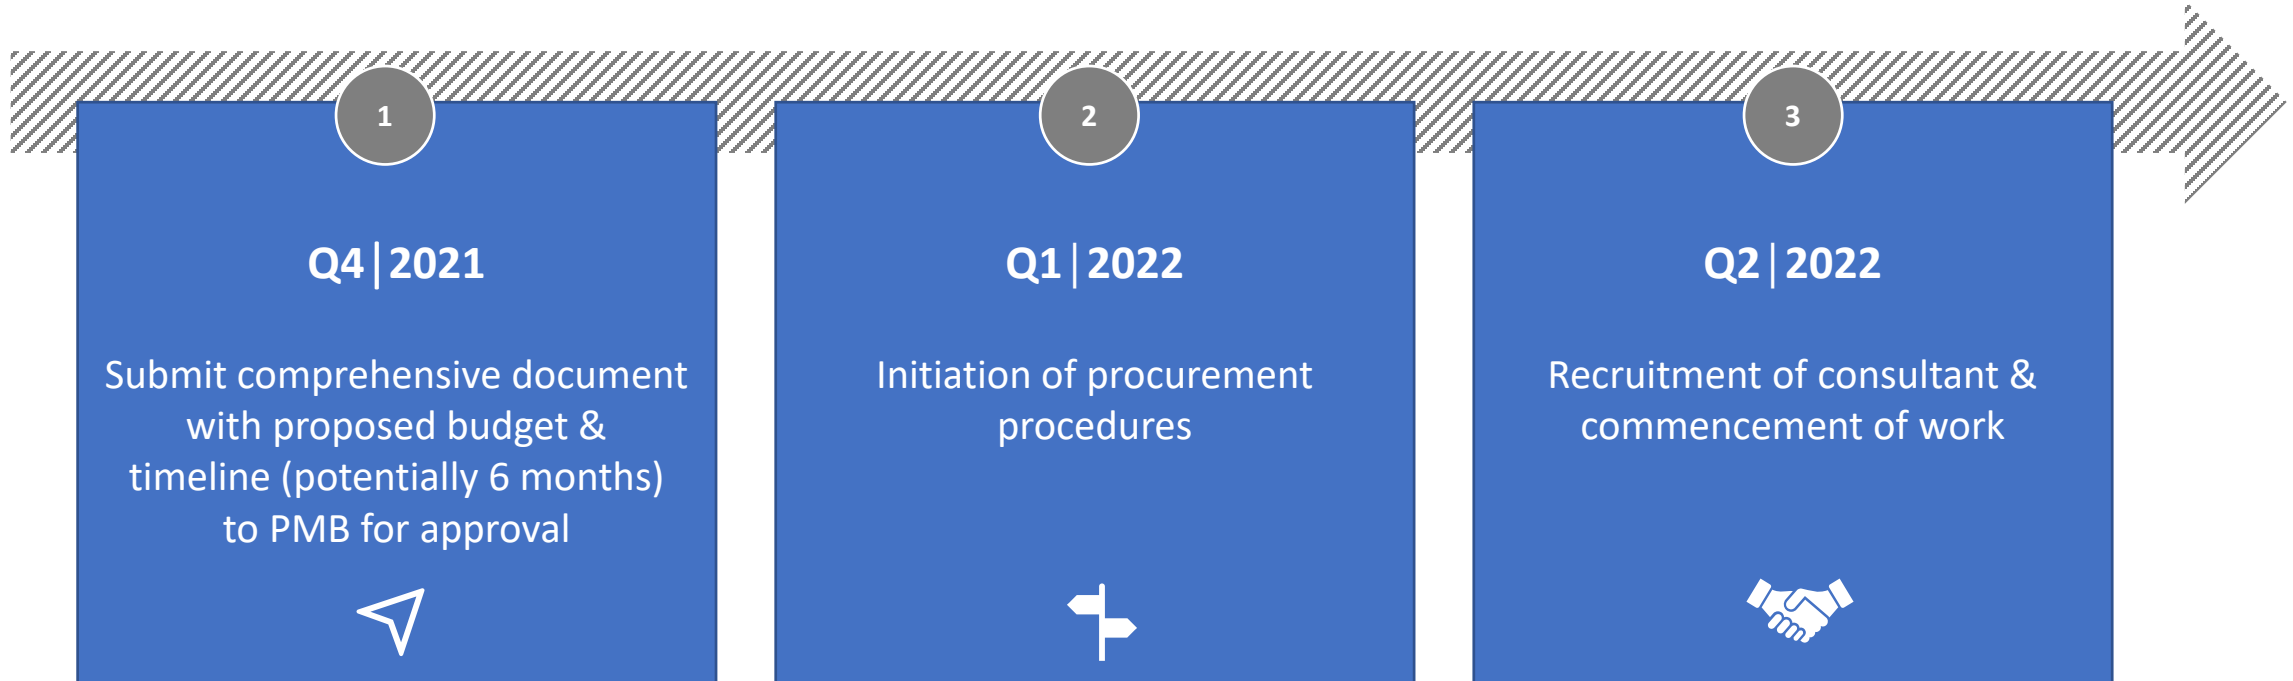 1
Q4|2021
Submit comprehensive document
with proposed budget &
timeline (potentially 6 months)
to PMB for approval
2
Q1|2022
Initiation of procurement
procedures
3
Q2|2022
Recruitment of consultant &
commencement of work